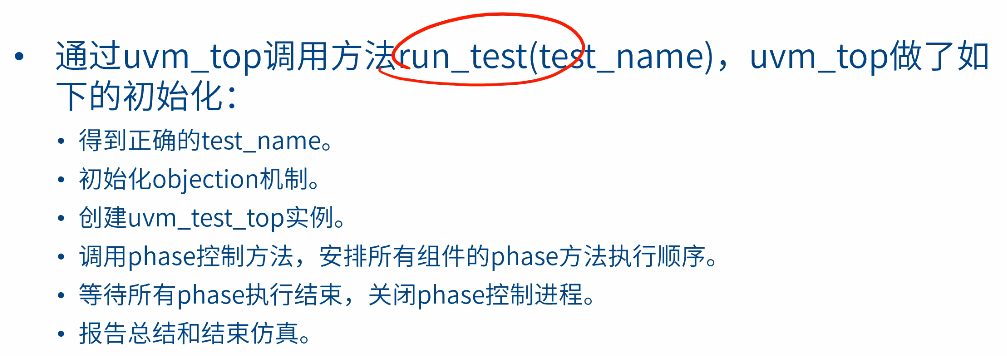 • 通过uvm_top调用方法run_test(test_name)，uvm_top做了如
下的初始化：
• 得到正确的test_name。
• 初始化objection机制。
• 创建uvm_test_top实例。
• 调用phase控制方法，安排所有组件的phase方法执行顺序。
• 等待所有phase执行结束，关闭phase控制进程。
• 报告总结和结束仿真。